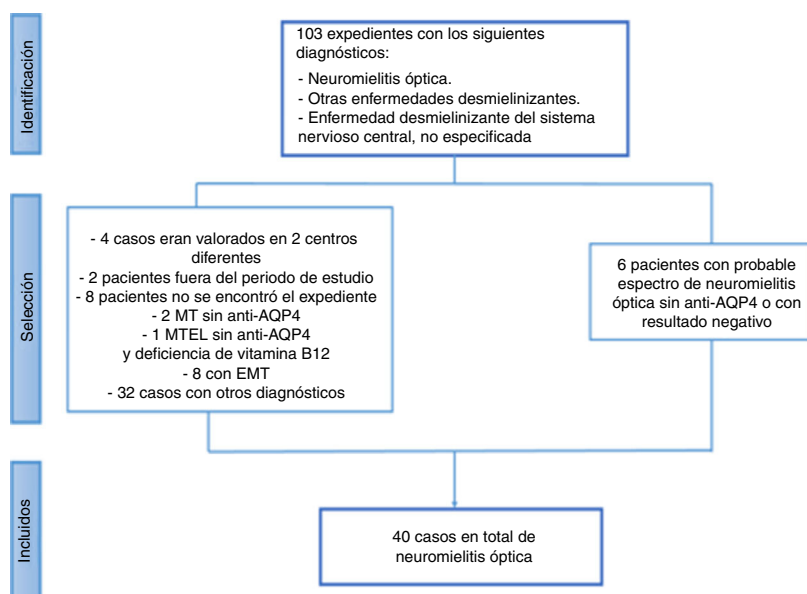 Identificación
103 expedientes con los siguientes
diagnósticos:
- Neuromielitis óptica.
- Otras enfermedades desmielinizantes.
- Enfermedad desmielinizante del sistema
nervioso central, no especificada
Selección
- 4 casos eran valorados en 2 centros
diferentes
- 2 pacientes fuera del periodo de estudio
- 8 pacientes no se encontró el expediente
- 2 MT sin anti-AQP4
- 1 MTEL sin anti-AQP4
y deficiencia de vitamina B12
- 8 con EMT
- 32 casos con otros diagnósticos
6 pacientes con probable
espectro de neuromielitis
óptica sin anti-AQP4 o con
resultado negativo
Incluidos
40 casos en total de
neuromielitis óptica